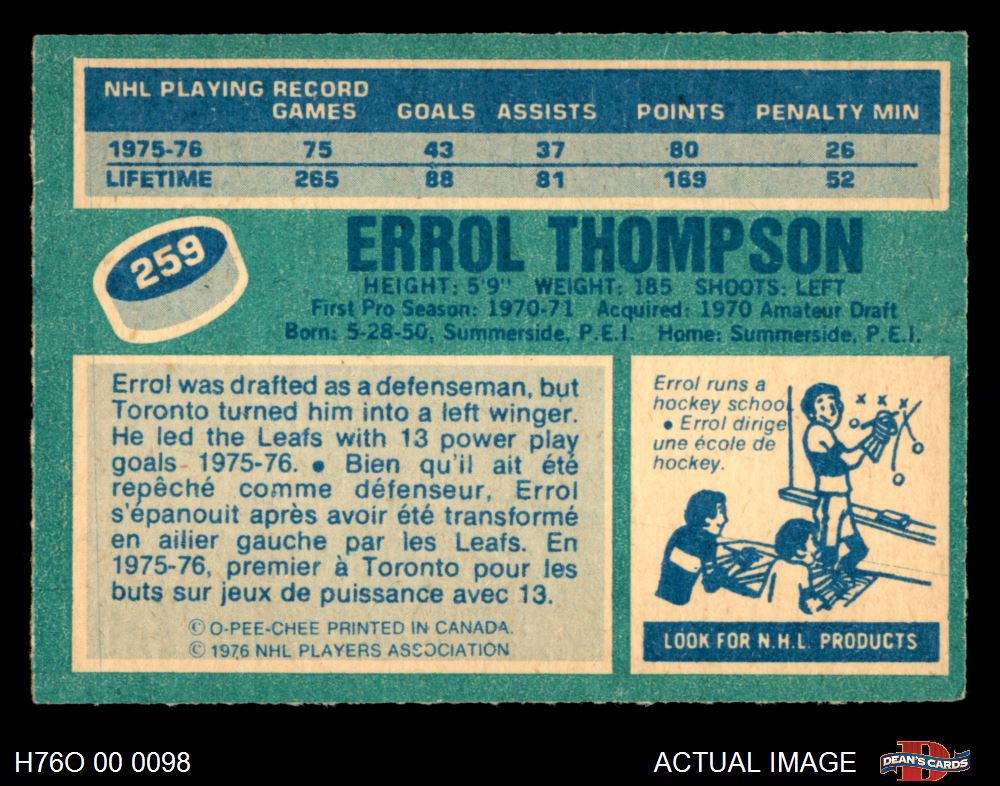 NHL PLAYING RECORD
GAMES GOALS ASSISTS POINTS PENALTY MIN
1975-76 75 43 37 80 26
LIFETIME 265 88 81 169 52
259
ERROL THOMPSON
HEIGHT: 5'9" WEIGHT: 185 SHOOTS: LEFT
First Pro Season: 1970-71 Acquired: 1970 Amateur Draft
Born: 5-28-50, Summerside, P.E.I. Home: Summerside, P.E.I.
Errol was drafted as a defenseman, but
Toronto turned him into a left winger.
He led the Leafs with 13 power play
goals 1975-76. • Bien qu'il ait été
repêché comme défenseur, Errol
s'épanouit après avoir été transformé
en ailier gauche par les Leafs. En
1975-76, premier à Toronto pour les
buts sur jeux de puissance avec 13.
© O-PEE-CHEE PRINTED IN CANADA.
© 1976 NHL PLAYERS ASSOCIATION
Errol runs a
hockey school
• Errol dirige
une école de
hockey.
x x x
LOOK FOR N.H.L. PRODUCTS
H76O 00 0098
ACTUAL IMAGE
D
DEAN'S CARDS